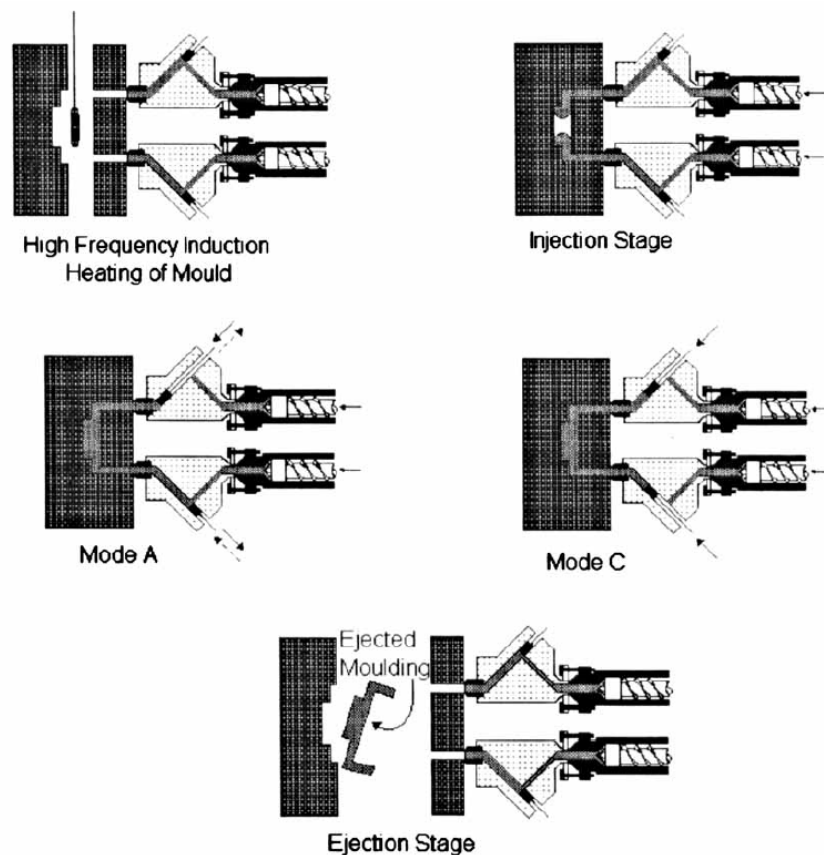 High Frequency Induction
Heating of Mould
Injection Stage
Mode A
Mode C
Ejected
Moulding
Ejection Stage